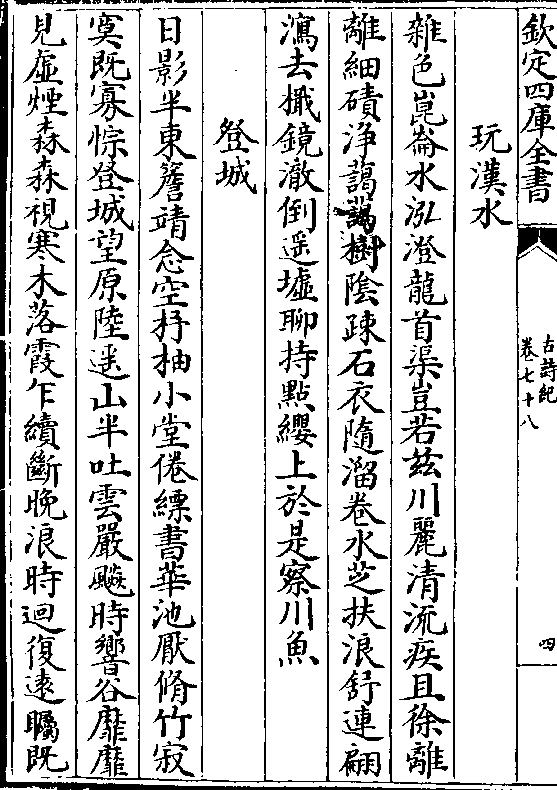 欽定四庫全書
古詩紀
卷七十八
四
玩漢水
雜色崑崙水泓澄龍首渠豈若兹川麗清流疾且徐離
離細磧淨藹藹樹陰疎石衣隨溜卷水芝扶浪舒連翩
瀉去檝鏡澈倒遥墟聊持點纓上於是察川魚
登城
日影半東簷靖念空杼柚小堂倦縹書華池厭脩竹寂
寞既寡悰登城望原陸遥山半吐雲嚴飈時響谷靡靡
見虛煙森森視寒木落霞乍續斷晚浪時迴復遠矚既